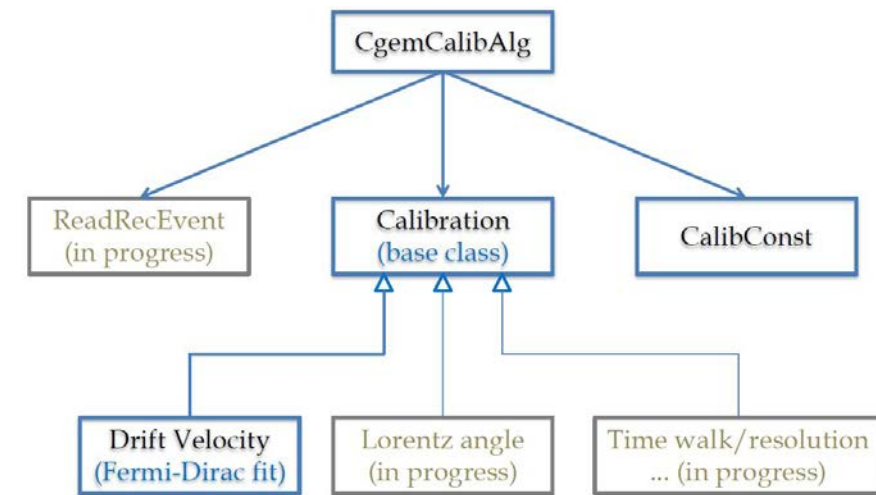 CgemCalibAlg
ReadRecEvent
(in progress)
Calibration
(base class)
CalibConst
Drift Velocity
(Fermi-Dirac fit)
Lorentz angle
(in progress)
Time walk/resolution
... (in progress)